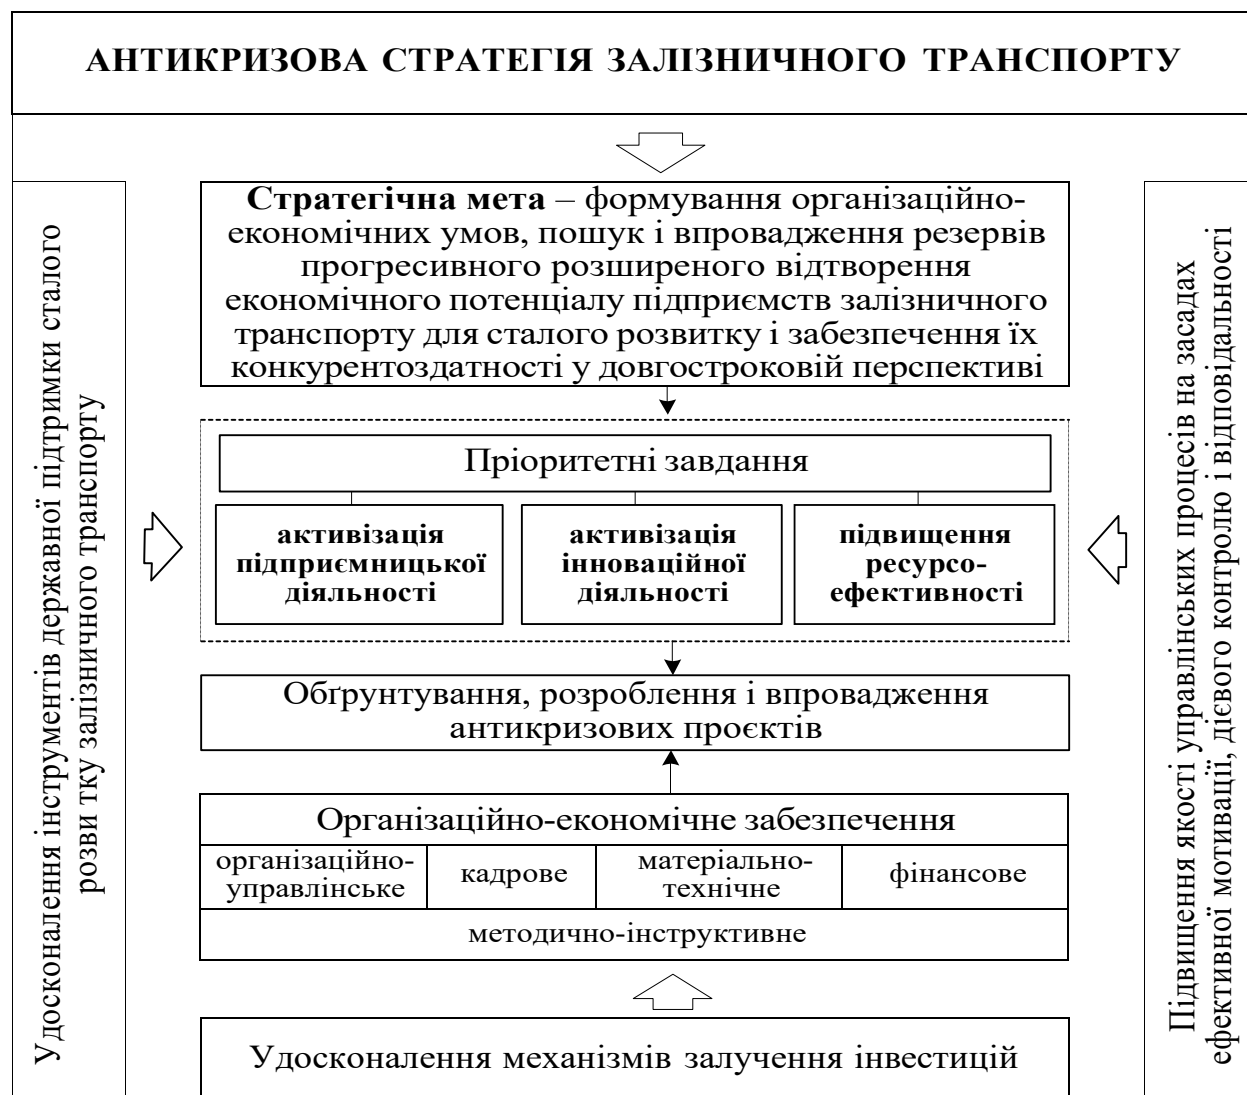 АНТИКРИЗОВА СТРАТЕГІЯ ЗАЛІЗНИЧНОГО ТРАНСПОРТУ
Удосконалення інструментів державної підтримки сталого
розви тку залізничного транспорту
Стратегічна мета – формування організаційно-
економічних умов, пошук і впровадження резервів
прогресивного розширеного відтворення
економічного потенціалу підприємств залізничного
транспорту для сталого розвитку і забезпечення їх
конкурентоздатності у довгостроковій перспективі
Пріоритетні завдання
активізація
підприємницької
діяльності
активізація
інноваційної
діяльності
підвищення
ресурсо-
ефективності
Обґрунтування, розроблення і впровадження
антикризових проєктів
Організаційно-економічне забезпечення
організаційно-
управлінське
кадрове
матеріально-
технічне
фінансове
методично-інструктивне
Удосконалення механізмів залучення інвестицій
Підвищення якості управлінських процесів на засадах
ефективної мотивації, дієвого контролю і відповідальності